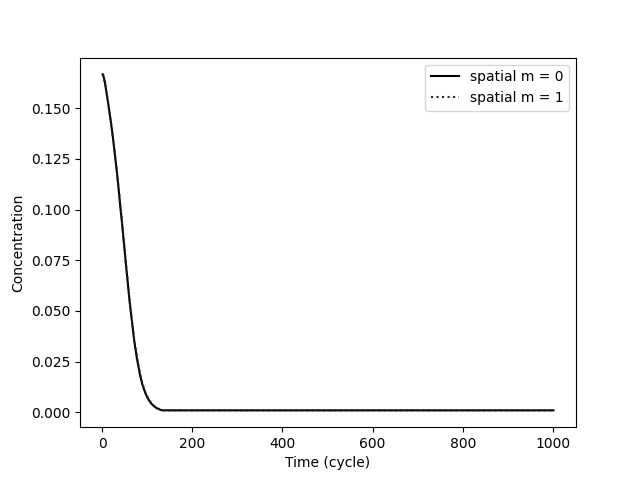 spatial m = 0
spatial m = 1
0.150
0.125
0.100
0.075
0.050
0.025
0.000
Concentration
0 200 400 600 800 1000
Time (cycle)